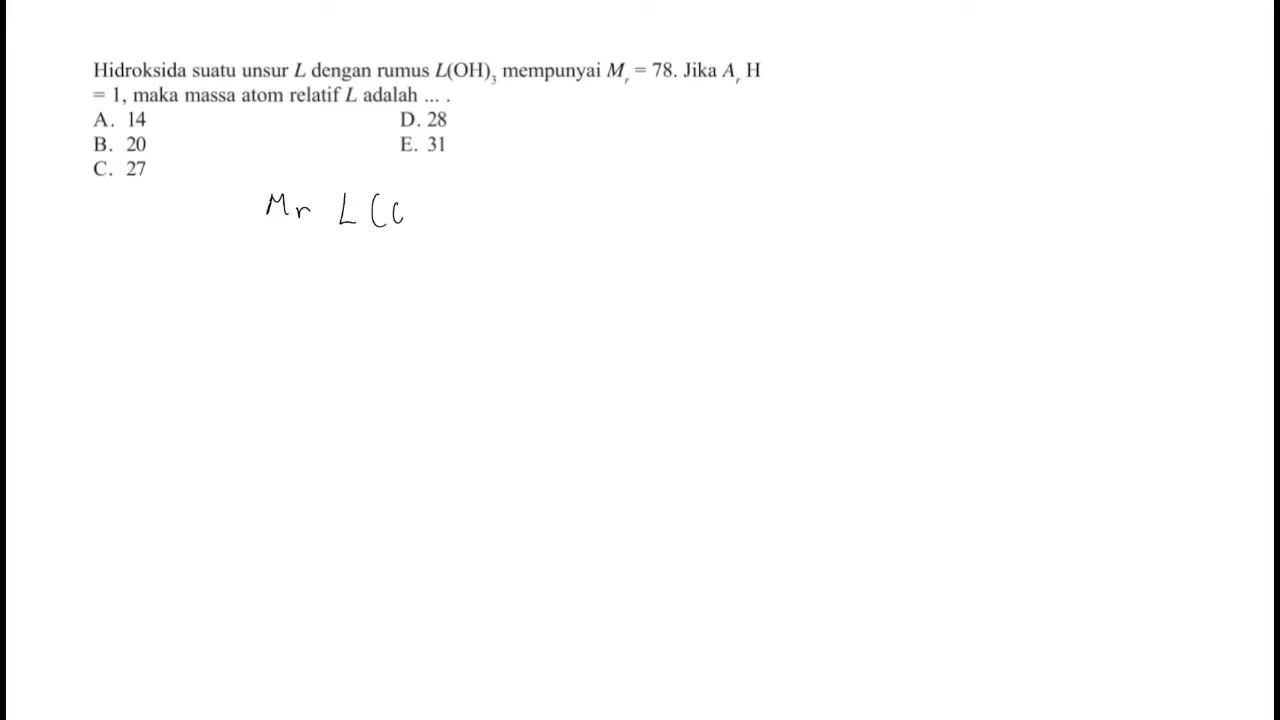 Hidroksida suatu unsur L dengan rumus L(OH)₃ mempunyai Mᵣ = 78. Jika Aᵣ H
= 1, maka massa atom relatif L adalah ... .
A. 14 D. 28
B. 20 E. 31
C. 27
Mr L (C